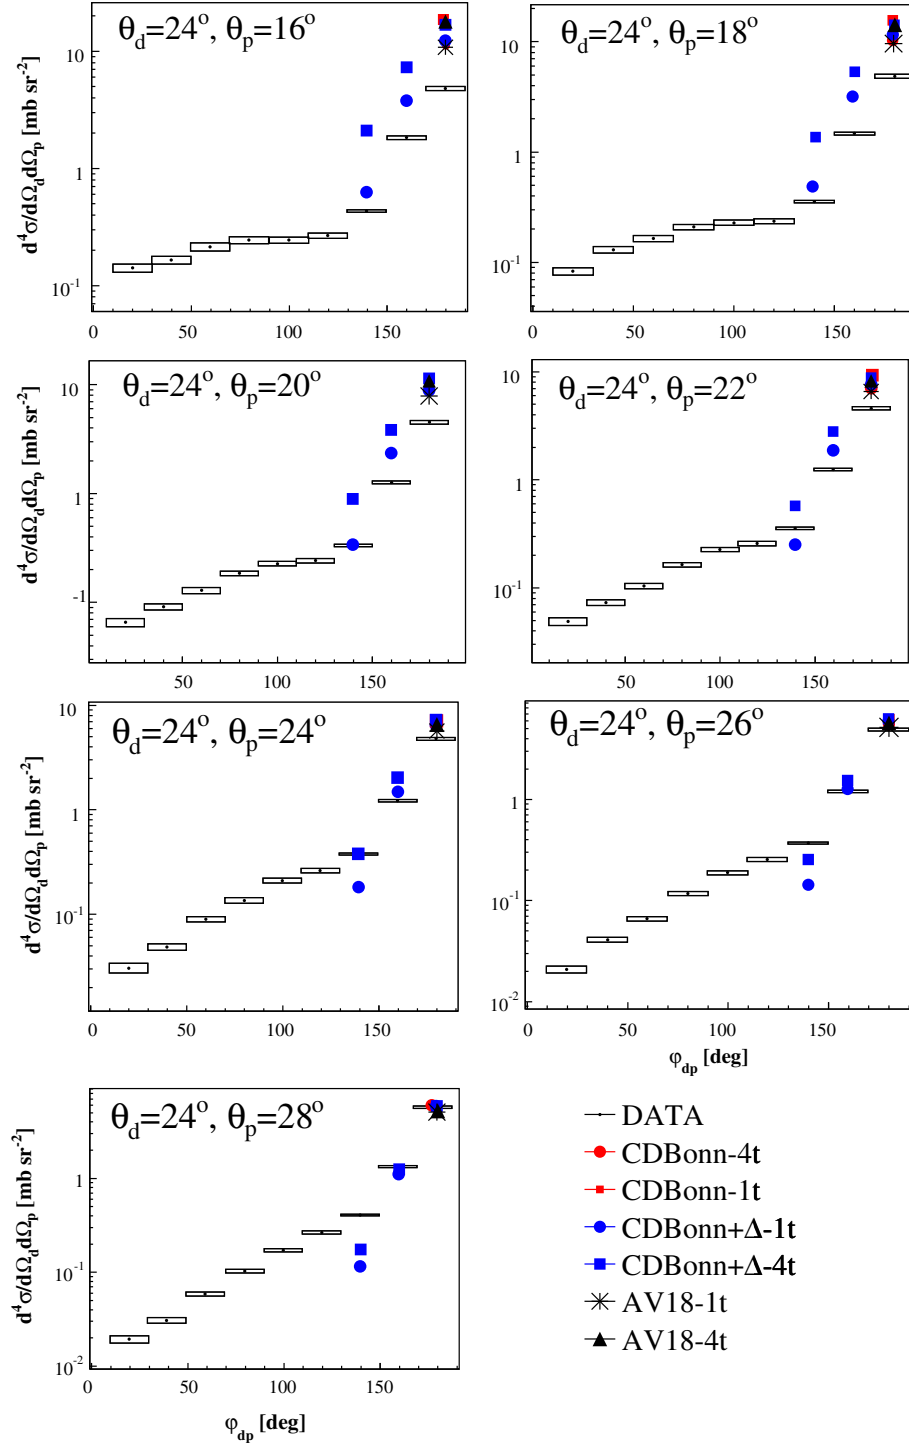 θd=24°, θp=16°
d⁴σ/dΩddΩp [mb sr⁻²]
10
1
10⁻¹
0 50 100 150
θd=24°, θp=18°
10
1
10⁻¹
0 50 100 150
θd=24°, θp=20°
d⁴σ/dΩddΩp [mb sr⁻²]
10
1
-1
50 100 150
θd=24°, θp=22°
10
1
10⁻¹
50 100 150
θd=24°, θp=24°
d⁴σ/dΩddΩp [mb sr⁻²]
10
1
10⁻¹
0 50 100 150
θd=24°, θp=26°
1
10⁻¹
10⁻²
0 50 100 150
φdp [deg]
θd=24°, θp=28°
d⁴σ/dΩddΩp [mb sr⁻²]
1
10⁻¹
10⁻²
0 50 100 150
φdp [deg]
DATA
CDBonn-4t
CDBonn-1t
CDBonn+Δ-1t
CDBonn+Δ-4t
AV18-1t
AV18-4t